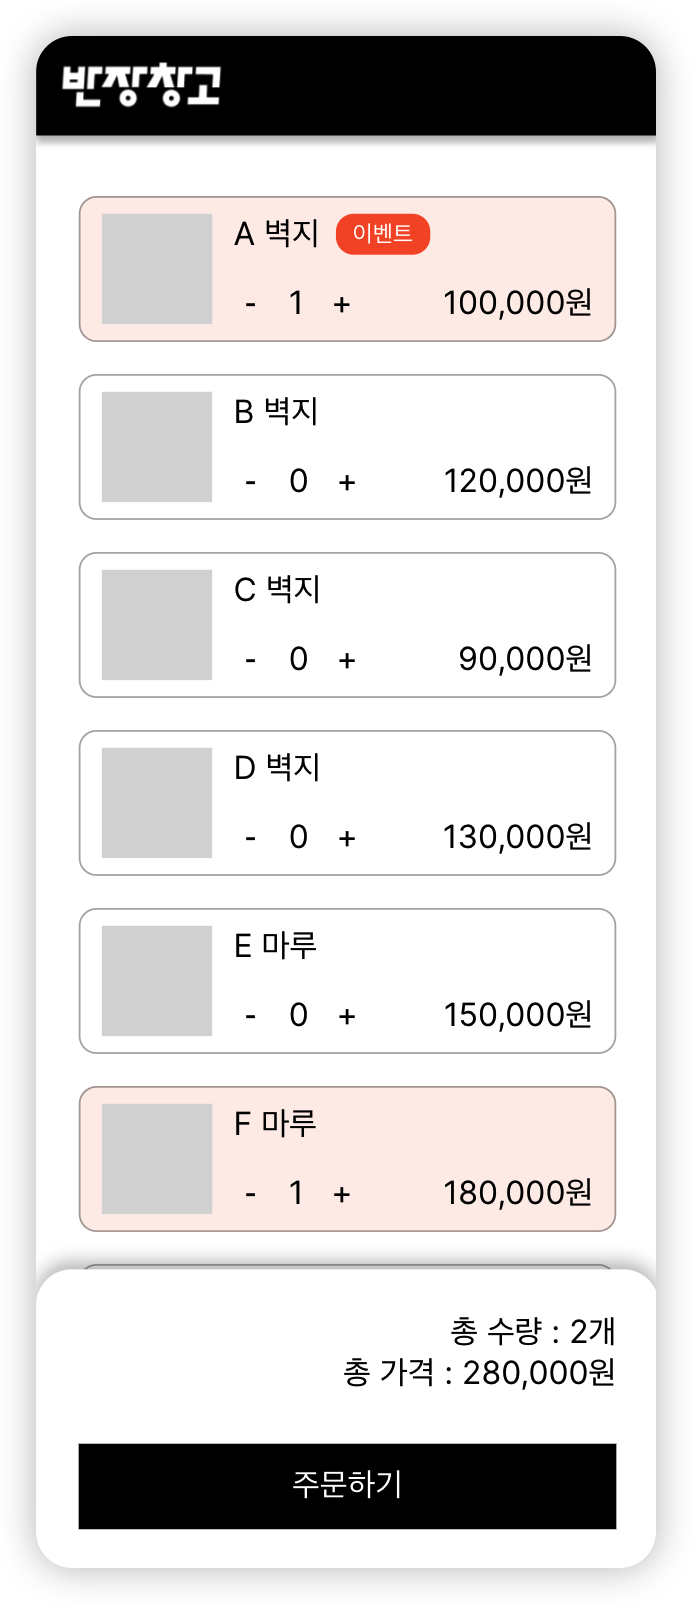 반장창고
A 벽지 이벤트
- 1 + 100,000원
B 벽지
- 0 + 120,000원
C 벽지
- 0 + 90,000원
D 벽지
- 0 + 130,000원
E 마루
- 0 + 150,000원
F 마루
- 1 + 180,000원
총 수량 : 2개
총 가격 : 280,000원
주문하기